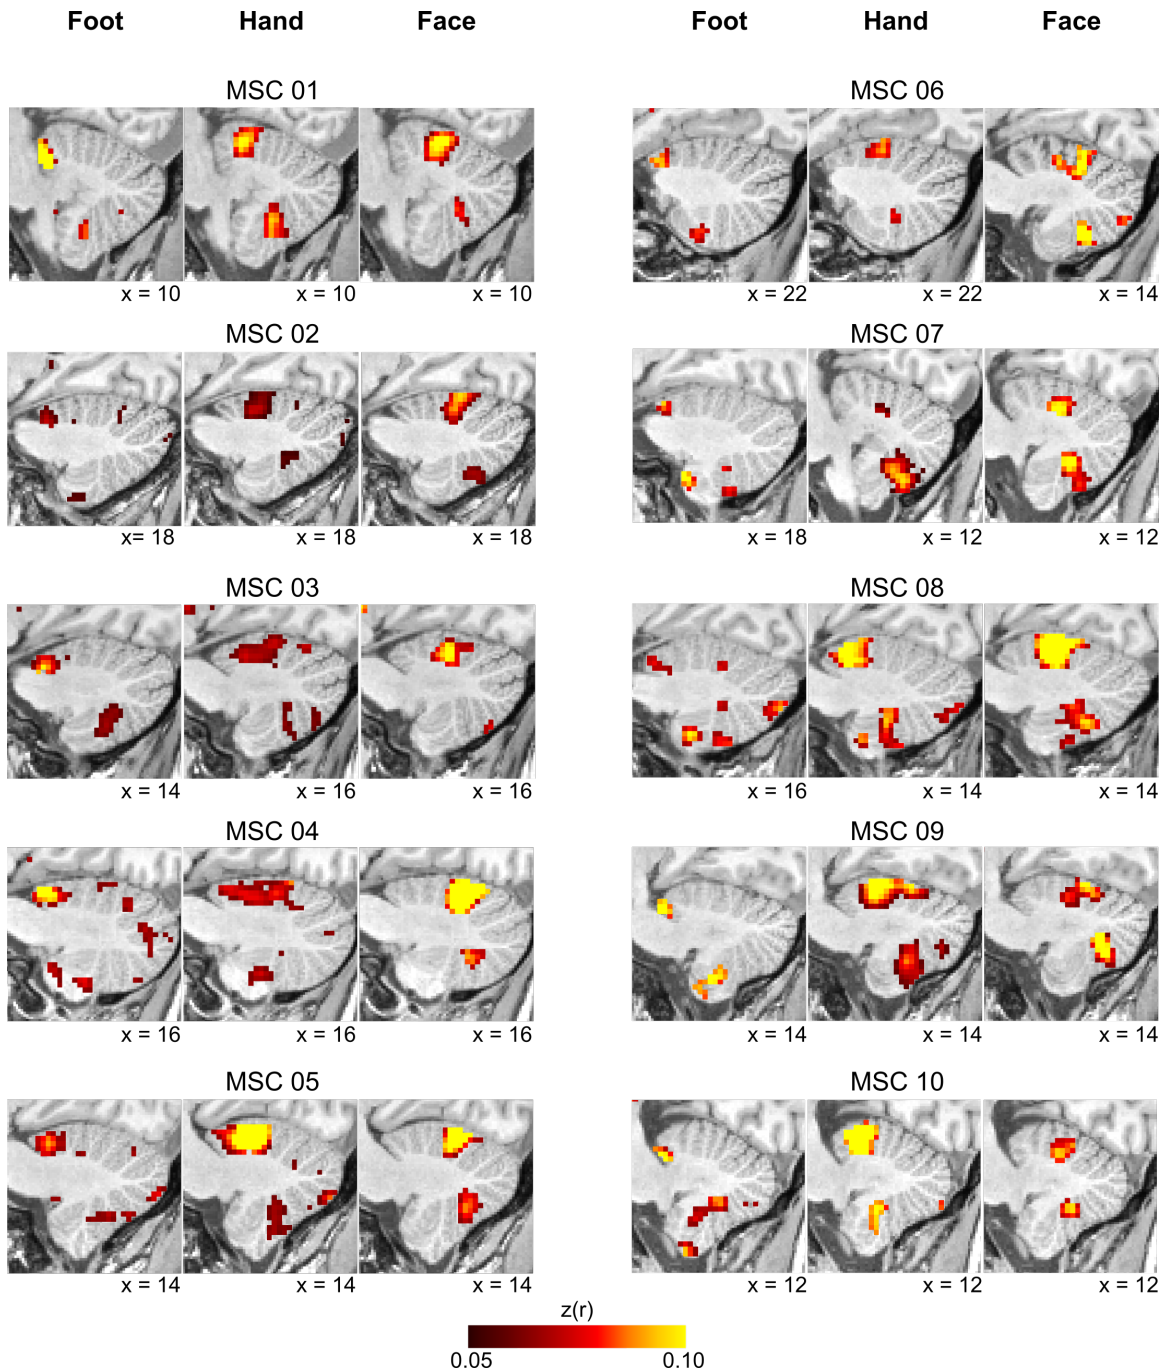 Foot Hand Face Foot Hand Face
MSC 01 MSC 06
x = 10 x = 10 x = 10 x = 22 x = 22 x = 14
MSC 02 MSC 07
x= 18 x = 18 x = 18 x = 18 x = 12 x = 12
MSC 03 MSC 08
x = 14 x = 16 x = 16 x = 16 x = 14 x = 14
MSC 04 MSC 09
x = 16 x = 16 x = 16 x = 14 x = 14 x = 14
MSC 05 MSC 10
x = 14 x = 14 x = 14 x = 12 x = 12 x = 12
z(r)
0.05 0.10